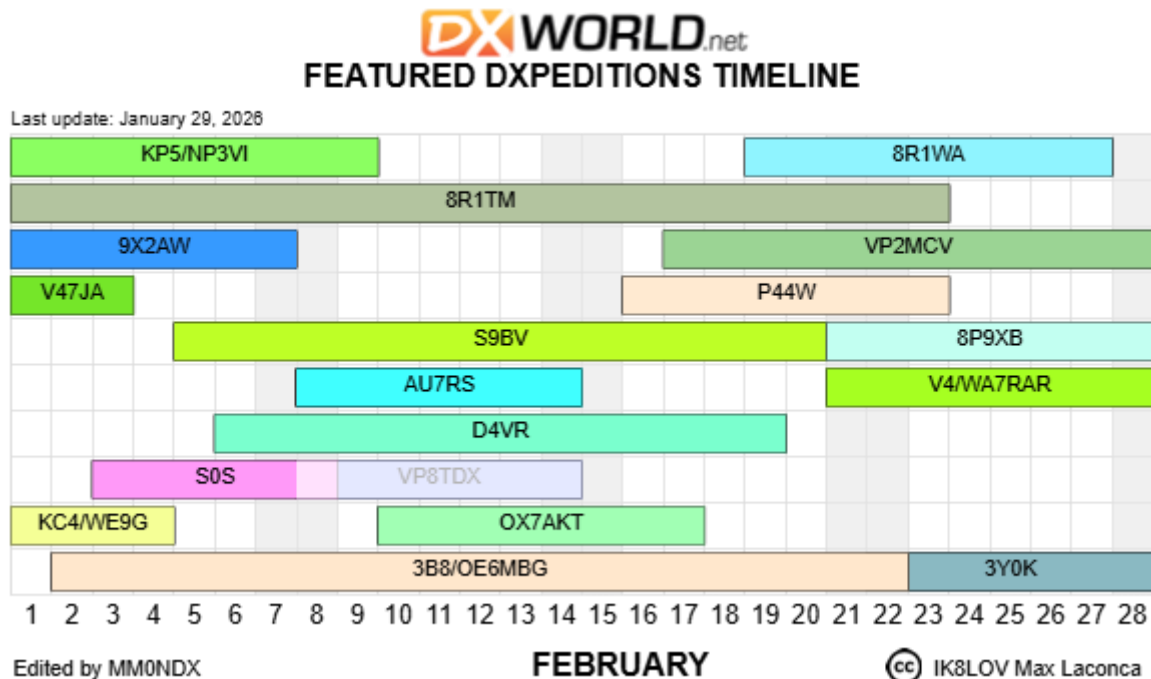 DX WORLD.net
FEATURED DXPEDITIONS TIMELINE
Last update: January 29, 2026
KP5/NP3VI 8R1WA
8R1TM
9X2AW VP2MCV
V47JA P44W
S9BV 8P9XB
AU7RS V4/WA7RAR
D4VR
S0S VP8TDX
KC4/WE9G OX7AKT
3B8/OE6MBG 3Y0K
1 2 3 4 5 6 7 8 9 10 11 12 13 14 15 16 17 18 19 20 21 22 23 24 25 26 27 28
Edited by MM0NDX FEBRUARY cc IK8LOV Max Laconca